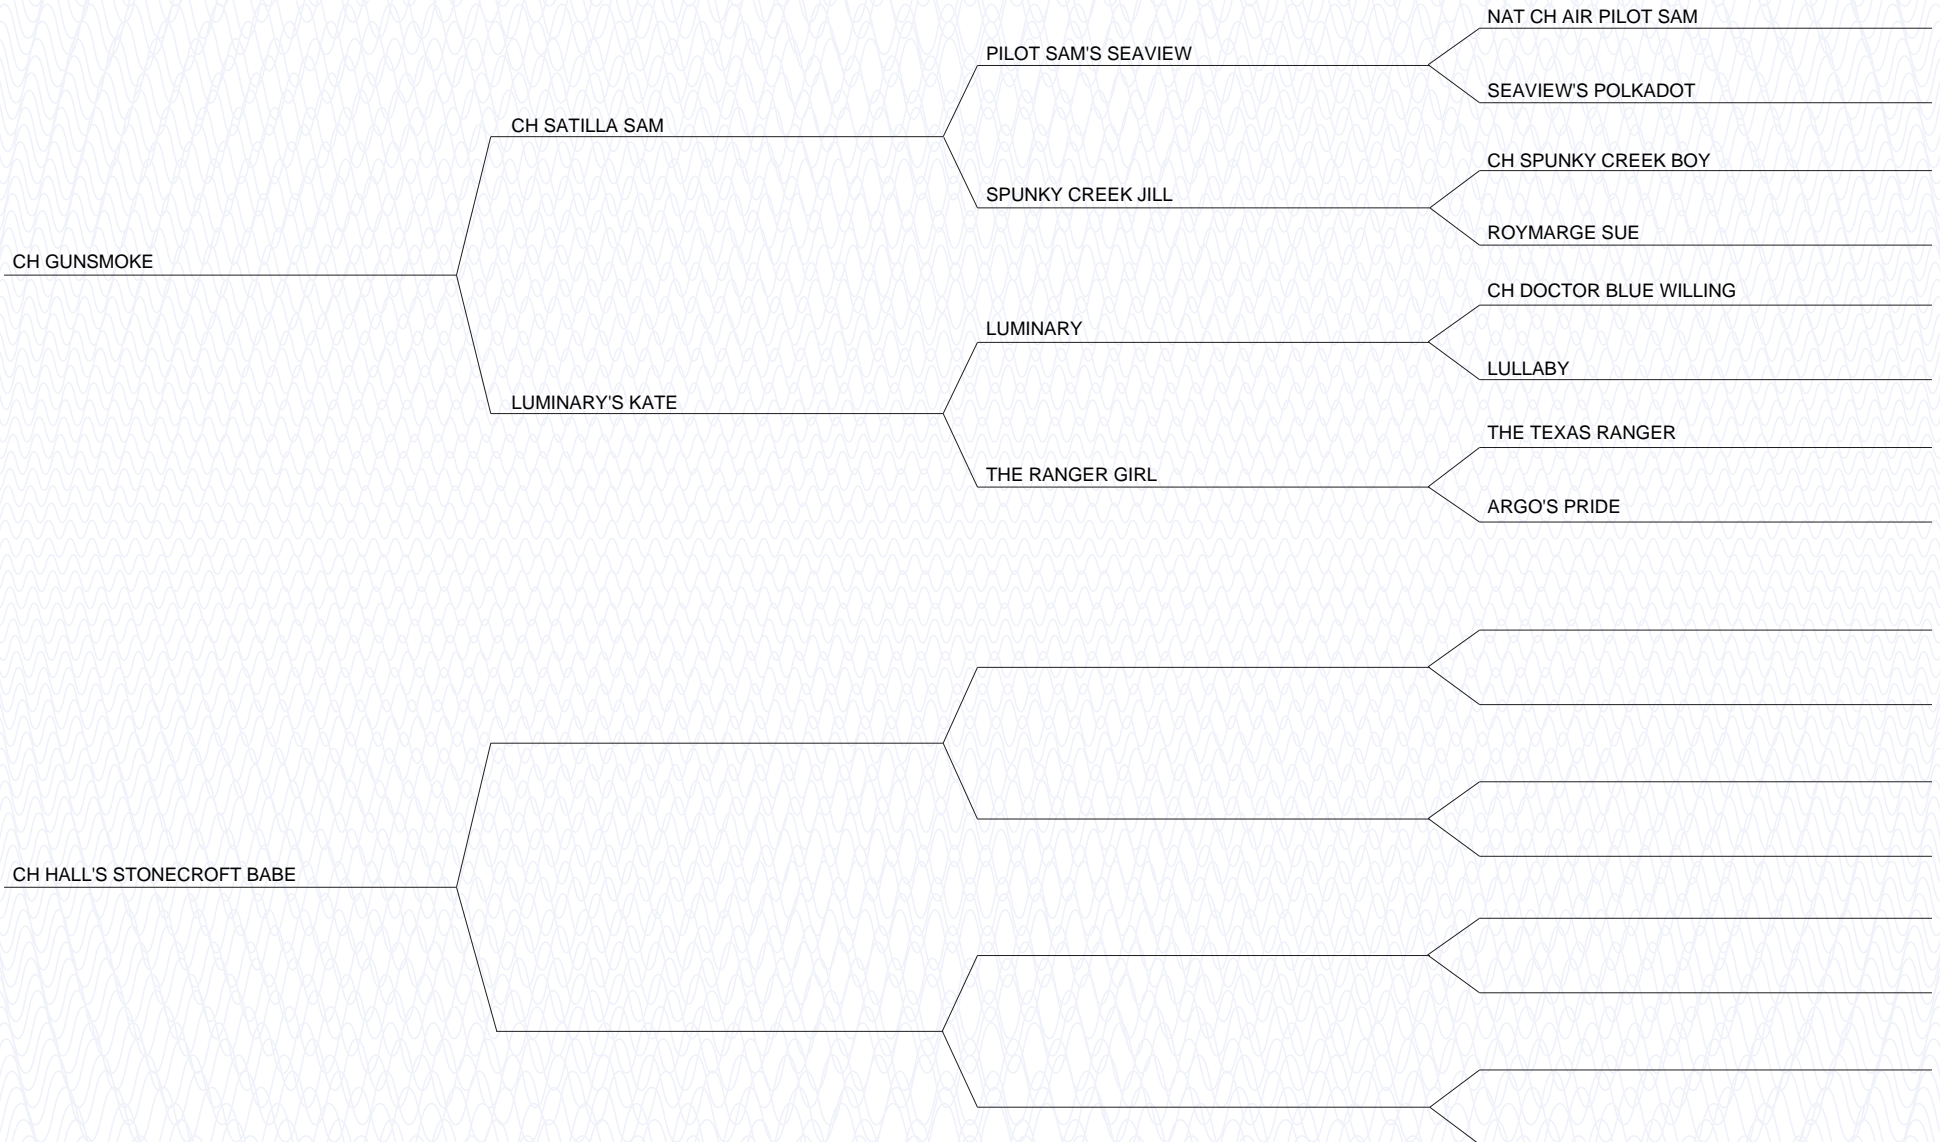 NAT CH AIR PILOT SAM
PILOT SAM'S SEAVIEW
SEAVIEW'S POLKADOT
CH SATILLA SAM
CH SPUNKY CREEK BOY
SPUNKY CREEK JILL
ROYMARGE SUE
CH GUNSMOKE
CH DOCTOR BLUE WILLING
LUMINARY
LULLABY
LUMINARY'S KATE
THE TEXAS RANGER
THE RANGER GIRL
ARGO'S PRIDE
CH HALL'S STONECROFT BABE